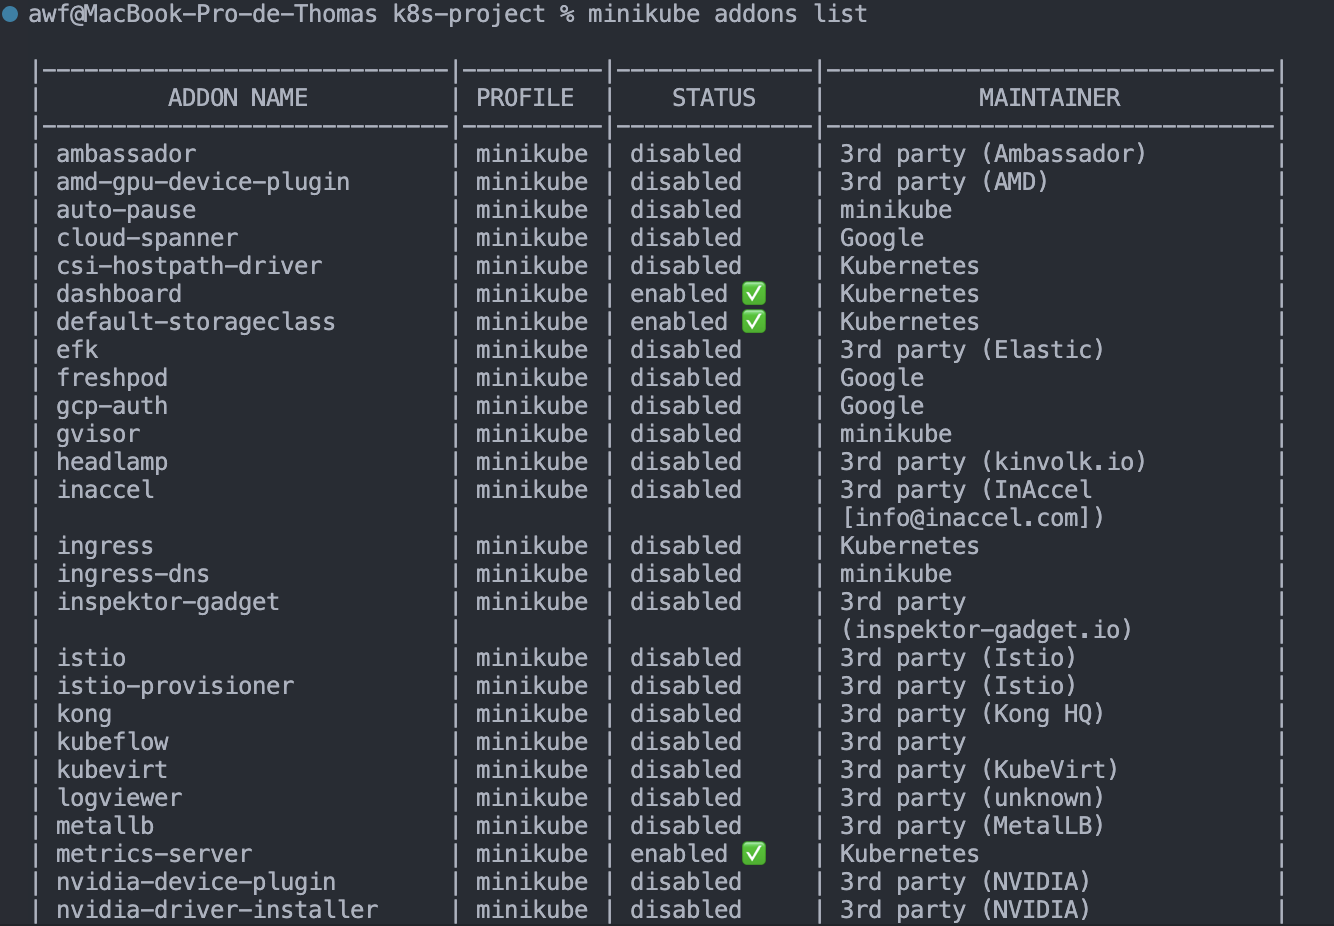 awf@MacBook-Pro-de-Thomas k8s-project % minikube addons list
|-----------------------------|----------|--------------|--------------------------------|
|         ADDON NAME          | PROFILE  |    STATUS    |           MAINTAINER           |
|-----------------------------|----------|--------------|--------------------------------|
| ambassador                  | minikube | disabled     | 3rd party (Ambassador)         |
| amd-gpu-device-plugin       | minikube | disabled     | 3rd party (AMD)                |
| auto-pause                  | minikube | disabled     | minikube                       |
| cloud-spanner               | minikube | disabled     | Google                         |
| csi-hostpath-driver         | minikube | disabled     | Kubernetes                     |
| dashboard                   | minikube | enabled ✅   | Kubernetes                     |
| default-storageclass        | minikube | enabled ✅   | Kubernetes                     |
| efk                         | minikube | disabled     | 3rd party (Elastic)            |
| freshpod                    | minikube | disabled     | Google                         |
| gcp-auth                    | minikube | disabled     | Google                         |
| gvisor                      | minikube | disabled     | minikube                       |
| headlamp                    | minikube | disabled     | 3rd party (kinvolk.io)         |
| inaccel                     | minikube | disabled     | 3rd party (InAccel             |
|                             |          |              | [info@inaccel.com])            |
| ingress                     | minikube | disabled     | Kubernetes                     |
| ingress-dns                 | minikube | disabled     | minikube                       |
| inspektor-gadget            | minikube | disabled     | 3rd party                      |
|                             |          |              | (inspektor-gadget.io)          |
| istio                       | minikube | disabled     | 3rd party (Istio)              |
| istio-provisioner           | minikube | disabled     | 3rd party (Istio)              |
| kong                        | minikube | disabled     | 3rd party (Kong HQ)            |
| kubeflow                    | minikube | disabled     | 3rd party                      |
| kubevirt                    | minikube | disabled     | 3rd party (KubeVirt)           |
| logviewer                   | minikube | disabled     | 3rd party (unknown)            |
| metallb                     | minikube | disabled     | 3rd party (MetalLB)            |
| metrics-server              | minikube | enabled ✅   | Kubernetes                     |
| nvidia-device-plugin        | minikube | disabled     | 3rd party (NVIDIA)             |
| nvidia-driver-installer     | minikube | disabled     | 3rd party (NVIDIA)             |